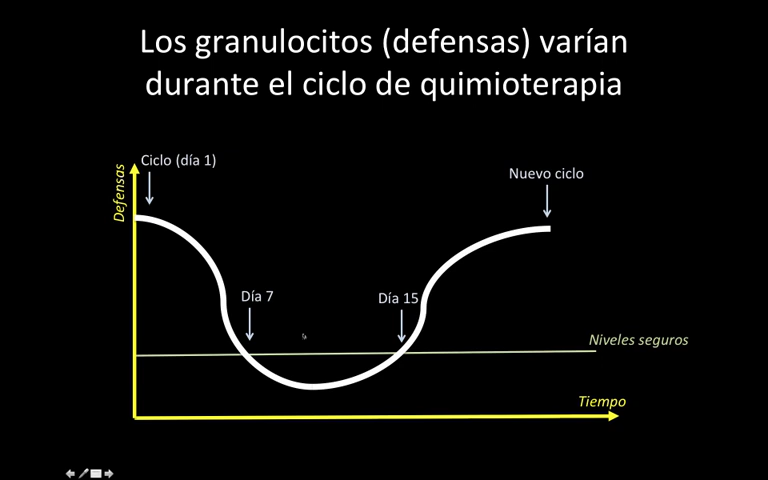 Los granulocitos (defensas) varían
durante el ciclo de quimioterapia
Ciclo (día 1)
Nuevo ciclo
Defensas
Día 7
Día 15
Niveles seguros
Tiempo